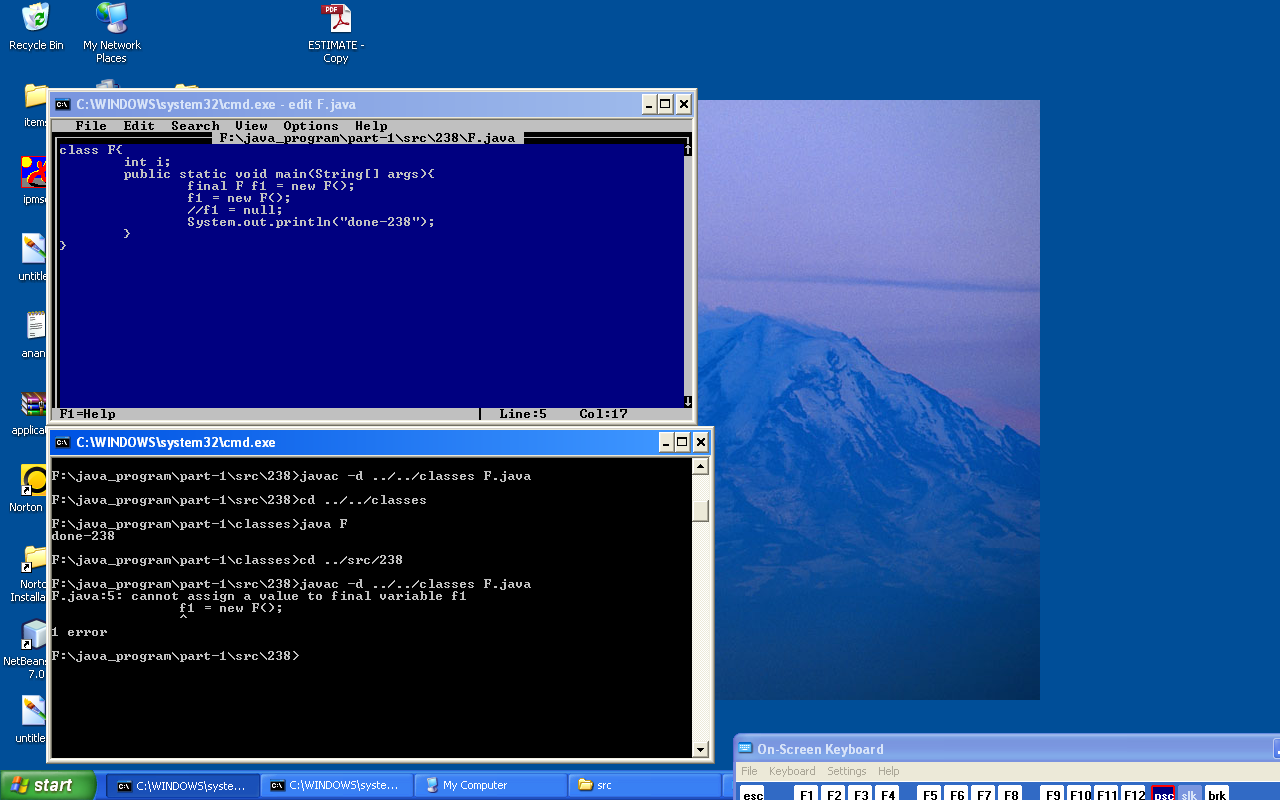 Recycle Bin
My Network
Places
ESTIMATE -
Copy
items
ipmsg
untitle
anan
applicat
Norton
Norto
Installa
NetBeans
7.0
untitle
C:\WINDOWS\system32\cmd.exe - edit F.java
File Edit Search View Options Help
F:\java_program\part-1\src\238\F.java
class F{
int i;
public static void main(String[] args){
final F f1 = new F();
f1 = new F();
//f1 = null;
System.out.println("done-238");
}
}
F1=Help Line:5 Col:17
C:\WINDOWS\system32\cmd.exe
F:\java_program\part-1\src\238>javac -d ../../classes F.java
F:\java_program\part-1\src\238>cd ../../classes
F:\java_program\part-1\classes>java F
done-238
F:\java_program\part-1\classes>cd ../src/238
F:\java_program\part-1\src\238>javac -d ../../classes F.java
F.java:5: cannot assign a value to final variable f1
f1 = new F();
^
1 error
F:\java_program\part-1\src\238>
On-Screen Keyboard
File Keyboard Settings Help
esc F1 F2 F3 F4 F5 F6 F7 F8 F9 F10 F11 F12 psc slk brk
start C:\WINDOWS\syste... C:\WINDOWS\syste... My Computer src